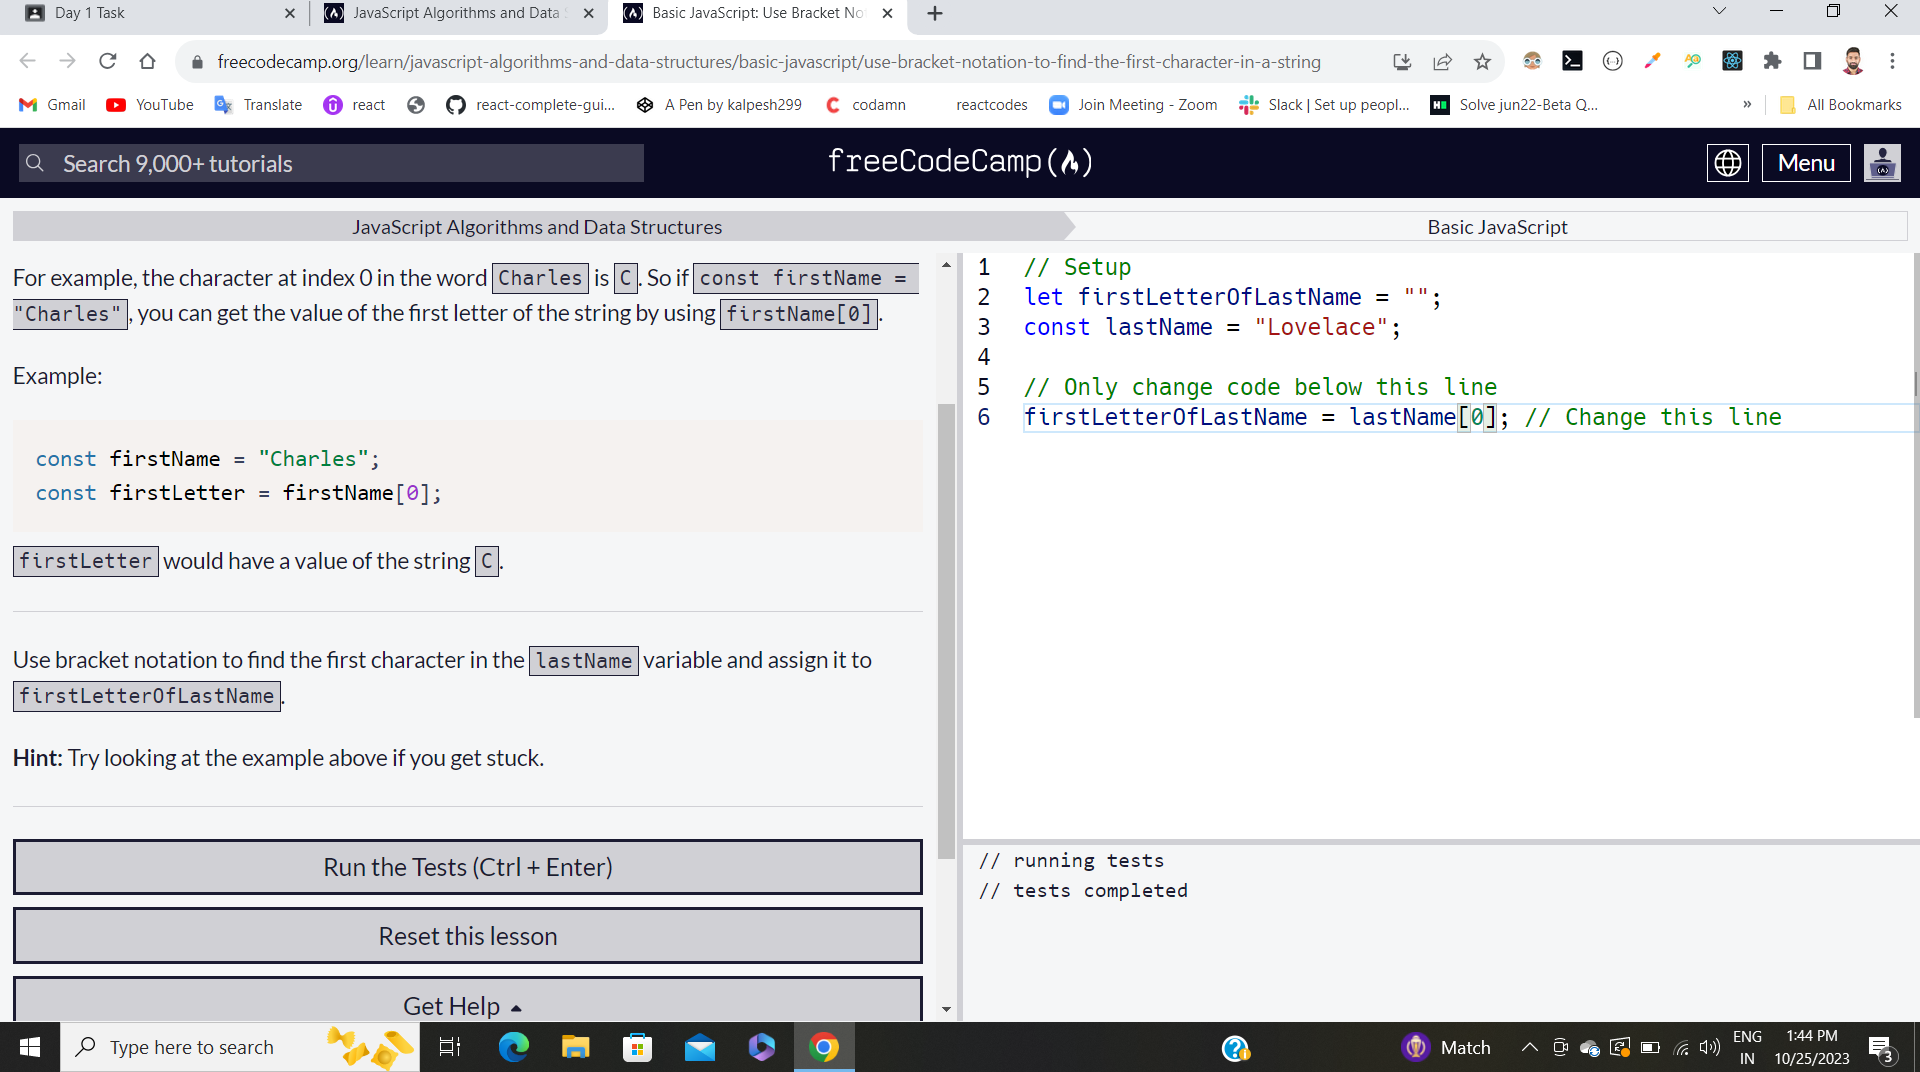 Day 1 Task
JavaScript Algorithms and Data
Basic JavaScript: Use Bracket No
freecodecamp.org/learn/javascript-algorithms-and-data-structures/basic-javascript/use-bracket-notation-to-find-the-first-character-in-a-string
Gmail YouTube Translate react react-complete-gui... A Pen by kalpesh299 codamn reactcodes Join Meeting - Zoom Slack | Set up peopl... Solve jun22-Beta Q... » All Bookmarks
Search 9,000+ tutorials
freeCodeCamp
Menu
JavaScript Algorithms and Data Structures
Basic JavaScript
For example, the character at index 0 in the word Charles is C. So if const firstName =
"Charles", you can get the value of the first letter of the string by using firstName[0].
Example:
const firstName = "Charles";
const firstLetter = firstName[0];
firstLetter would have a value of the string C.
Use bracket notation to find the first character in the lastName variable and assign it to
firstLetterOfLastName.
Hint: Try looking at the example above if you get stuck.
Run the Tests (Ctrl + Enter)
Reset this lesson
Get Help
1 // Setup
2 let firstLetterOfLastName = "";
3 const lastName = "Lovelace";
4
5 // Only change code below this line
6 firstLetterOfLastName = lastName[0]; // Change this line
// running tests
// tests completed
Type here to search
Match
ENG
IN
1:44 PM
10/25/2023
3